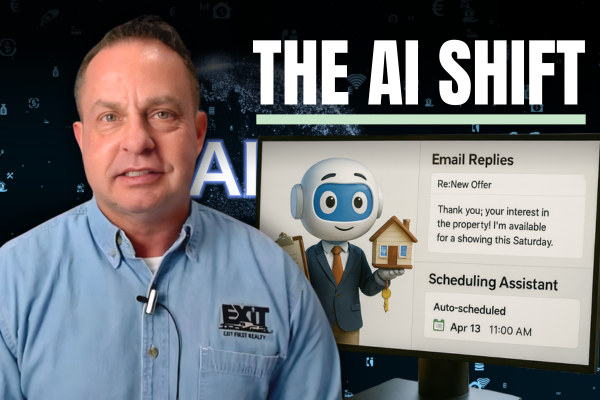 THE AI SHIFT
AI
Email Replies
Re:New Offer
Thank you; your interest in
the property! I'm available
for a showing this Saturday.
Scheduling Assistant
Auto-scheduled
Apr 13 11:00 AM
EXIT
EXIT FIRST REALTY